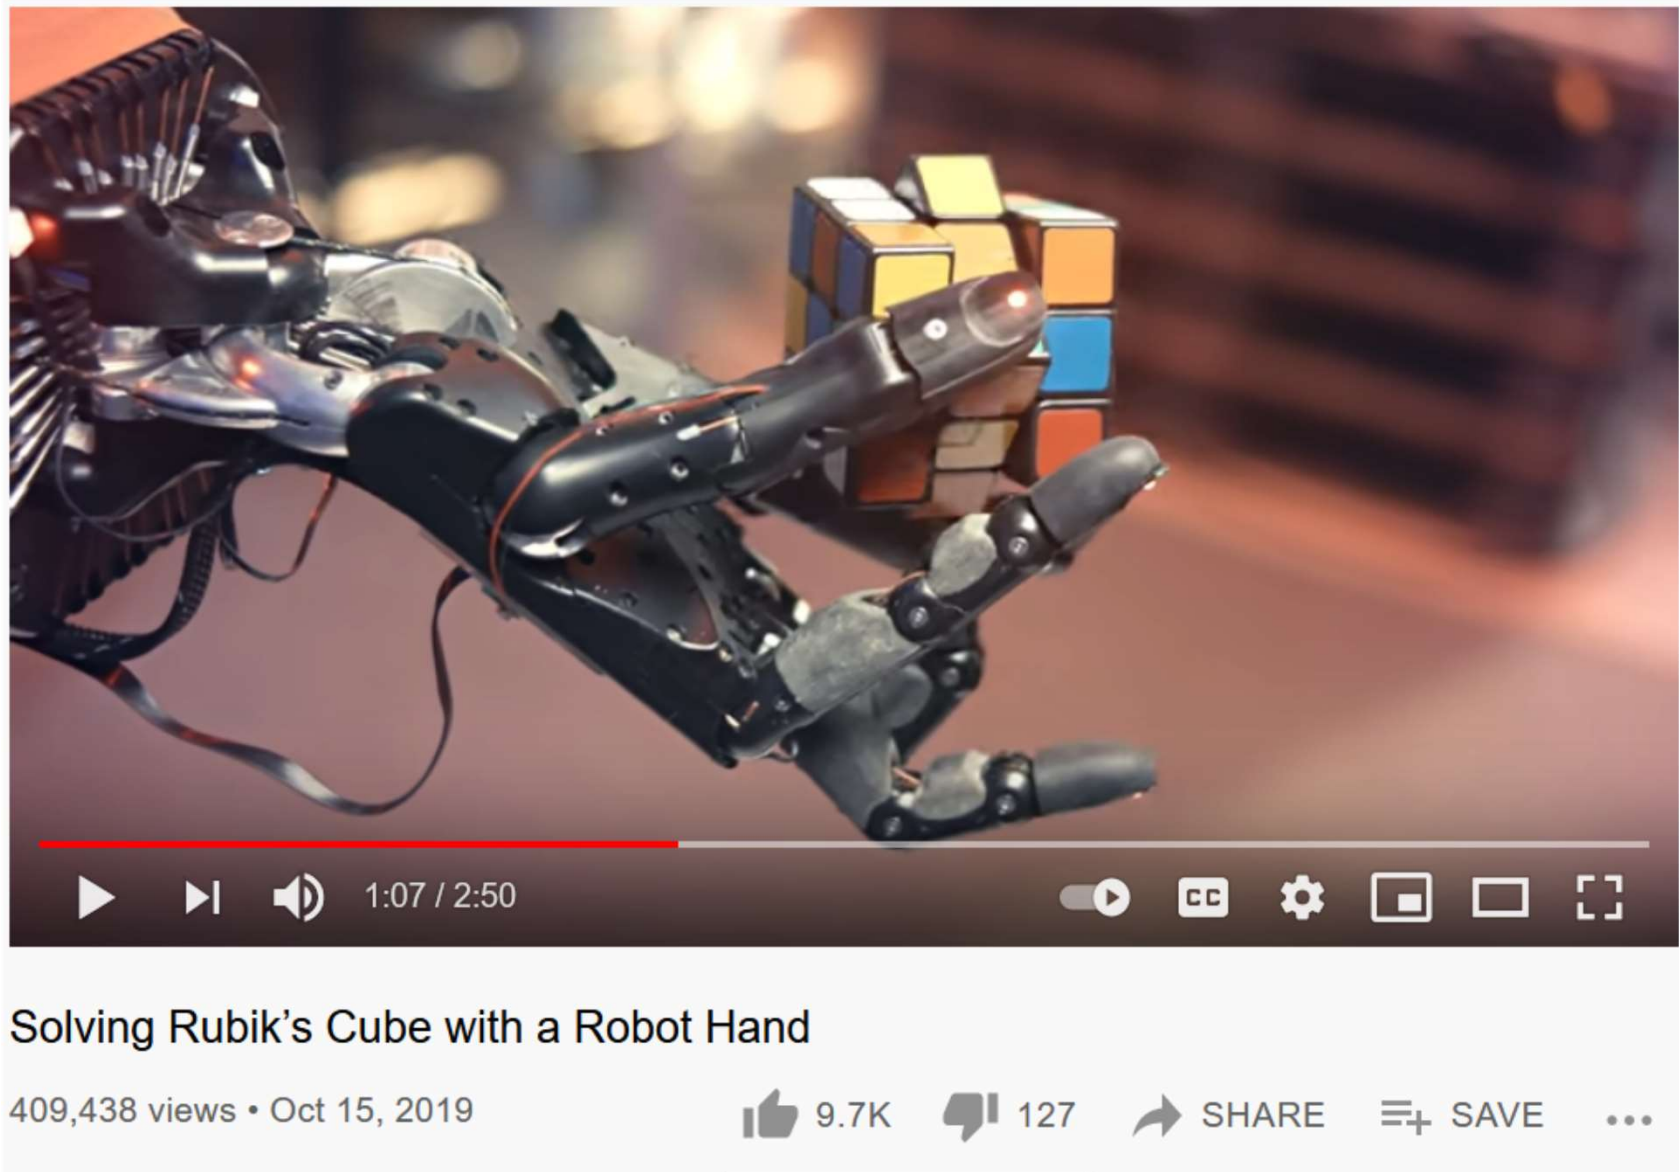 1:07 / 2:50
CC
Solving Rubik’s Cube with a Robot Hand
409,438 views • Oct 15, 2019
9.7K 127 SHARE SAVE